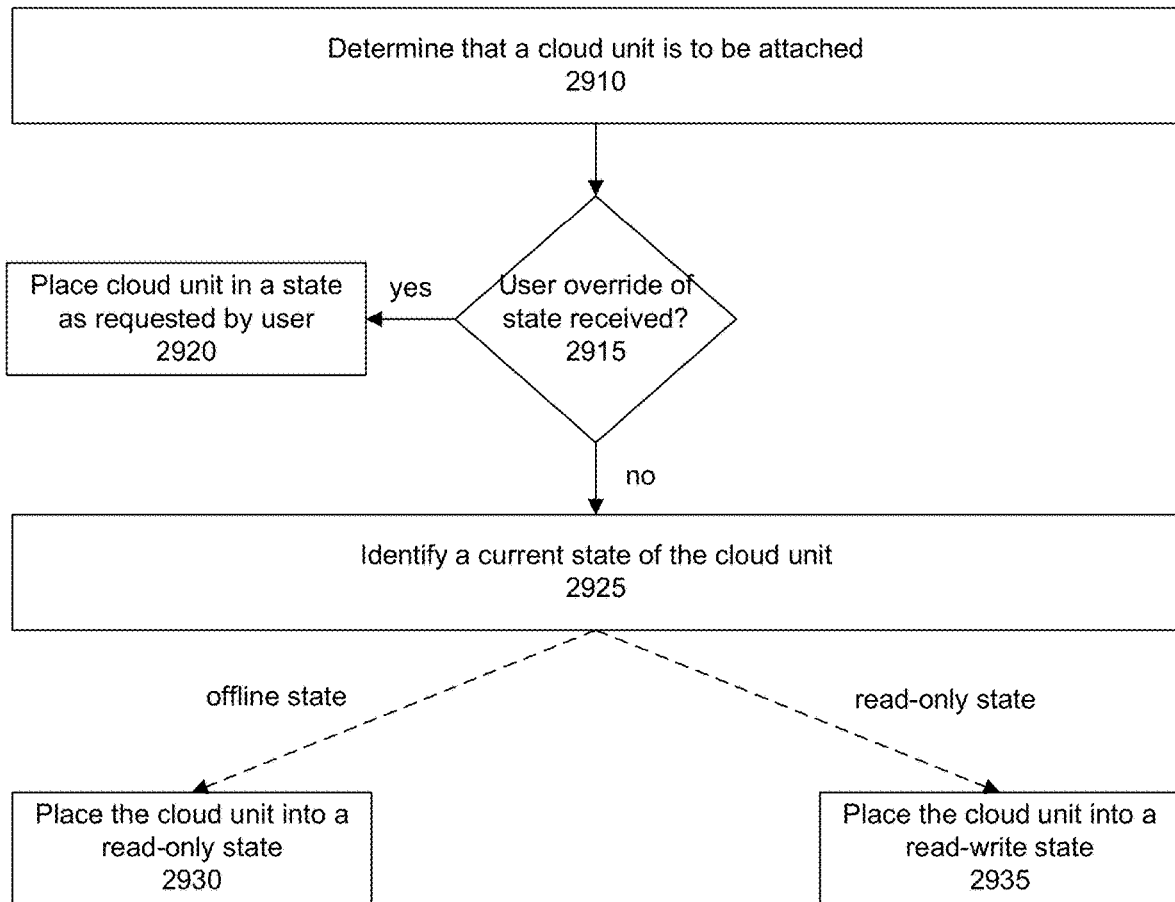 Determine that a cloud unit is to be attached
2910
Place cloud unit in a state
as requested by user
2920
yes
User override of
state received?
2915
no
Identify a current state of the cloud unit
2925
offline state
read-only state
Place the cloud unit into a
read-only state
2930
Place the cloud unit into a
read-write state
2935